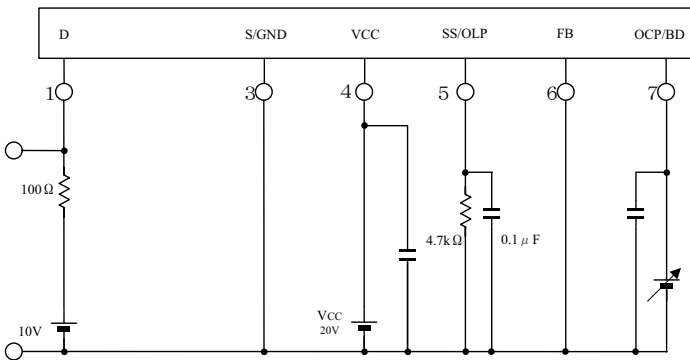 D S/GND VCC SS/OLP FB OCP/BD
1 3 4 5 6 7
100Ω
4.7kΩ 0.1μF
10V
VCC
20V